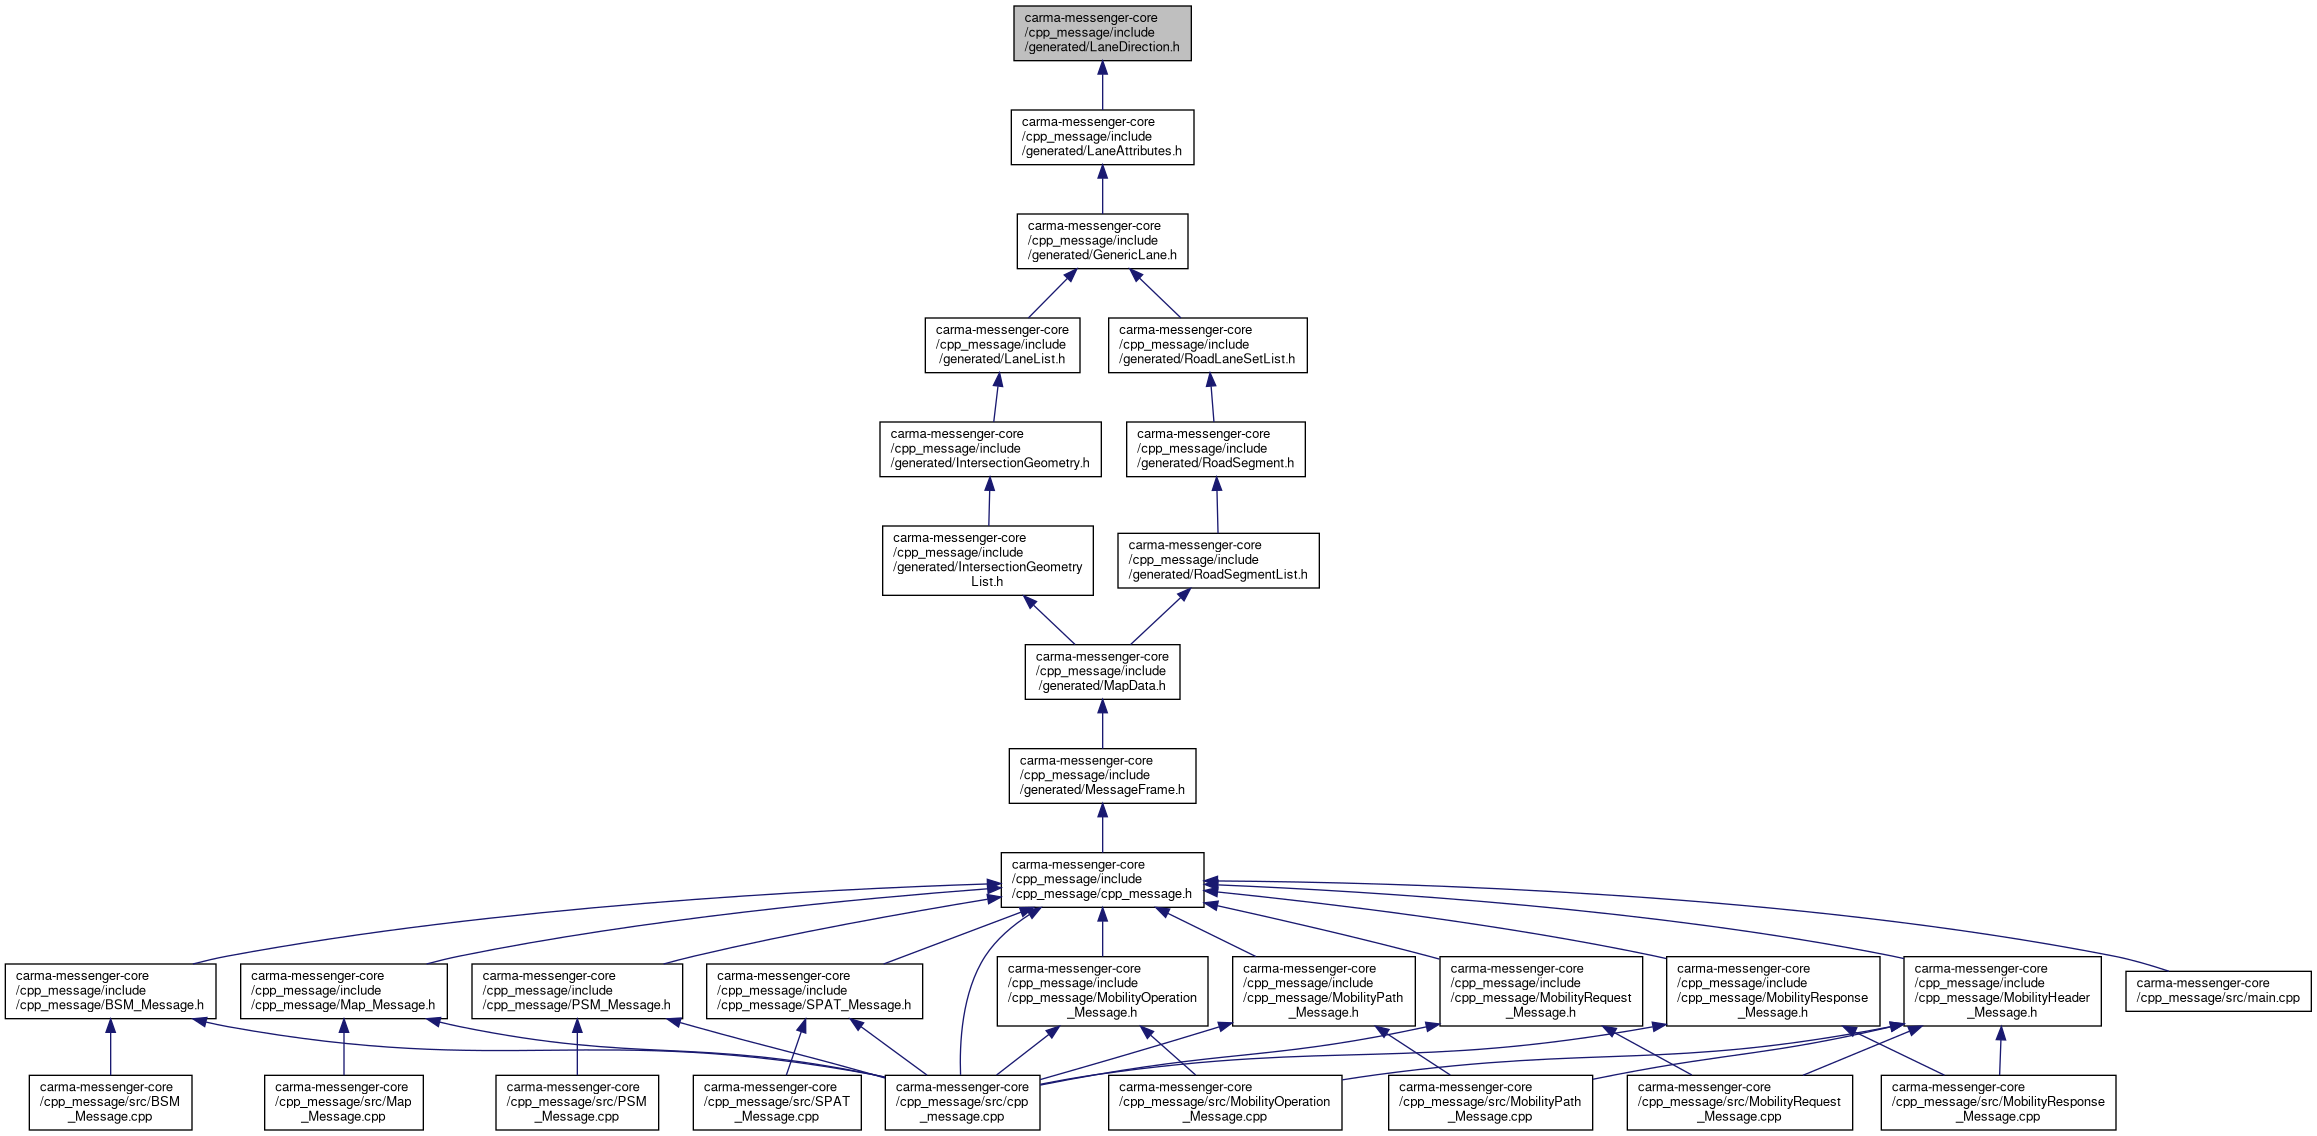 carma-messenger-core
/cpp_message/include
/generated/LaneDirection.h
carma-messenger-core
/cpp_message/include
/generated/LaneAttributes.h
carma-messenger-core
/cpp_message/include
/generated/GenericLane.h
carma-messenger-core
/cpp_message/include
/generated/LaneList.h
carma-messenger-core
/cpp_message/include
/generated/RoadLaneSetList.h
carma-messenger-core
/cpp_message/include
/generated/IntersectionGeometry.h
carma-messenger-core
/cpp_message/include
/generated/RoadSegment.h
carma-messenger-core
/cpp_message/include
/generated/IntersectionGeometry
List.h
carma-messenger-core
/cpp_message/include
/generated/RoadSegmentList.h
carma-messenger-core
/cpp_message/include
/generated/MapData.h
carma-messenger-core
/cpp_message/include
/generated/MessageFrame.h
carma-messenger-core
/cpp_message/include
/cpp_message/cpp_message.h
carma-messenger-core
/cpp_message/include
/cpp_message/BSM_Message.h
carma-messenger-core
/cpp_message/include
/cpp_message/Map_Message.h
carma-messenger-core
/cpp_message/include
/cpp_message/PSM_Message.h
carma-messenger-core
/cpp_message/include
/cpp_message/SPAT_Message.h
carma-messenger-core
/cpp_message/include
/cpp_message/MobilityOperation
_Message.h
carma-messenger-core
/cpp_message/include
/cpp_message/MobilityPath
_Message.h
carma-messenger-core
/cpp_message/include
/cpp_message/MobilityRequest
_Message.h
carma-messenger-core
/cpp_message/include
/cpp_message/MobilityResponse
_Message.h
carma-messenger-core
/cpp_message/include
/cpp_message/MobilityHeader
_Message.h
carma-messenger-core
/cpp_message/src/main.cpp
carma-messenger-core
/cpp_message/src/BSM
_Message.cpp
carma-messenger-core
/cpp_message/src/Map
_Message.cpp
carma-messenger-core
/cpp_message/src/PSM
_Message.cpp
carma-messenger-core
/cpp_message/src/SPAT
_Message.cpp
carma-messenger-core
/cpp_message/src/cpp
_message.cpp
carma-messenger-core
/cpp_message/src/MobilityOperation
_Message.cpp
carma-messenger-core
/cpp_message/src/MobilityPath
_Message.cpp
carma-messenger-core
/cpp_message/src/MobilityRequest
_Message.cpp
carma-messenger-core
/cpp_message/src/MobilityResponse
_Message.cpp